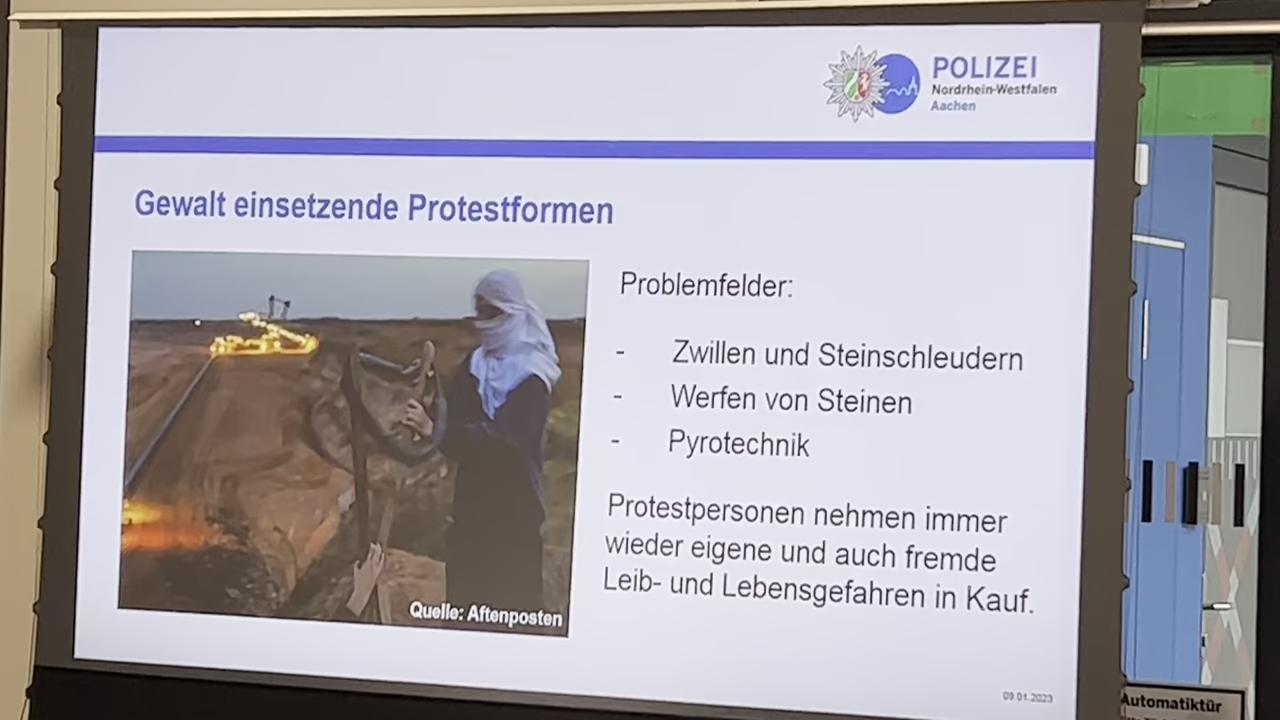 POLIZEI
Nordrhein-Westfalen
Aachen
Gewalt einsetzende Protestformen
Problemfelder:
- Zwillen und Steinschleudern
- Werfen von Steinen
- Pyrotechnik
Protestpersonen nehmen immer
wieder eigene und auch fremde
Leib- und Lebensgefahren in Kauf.
Quelle: Aftenposten
09.01.2023
Automatiktür